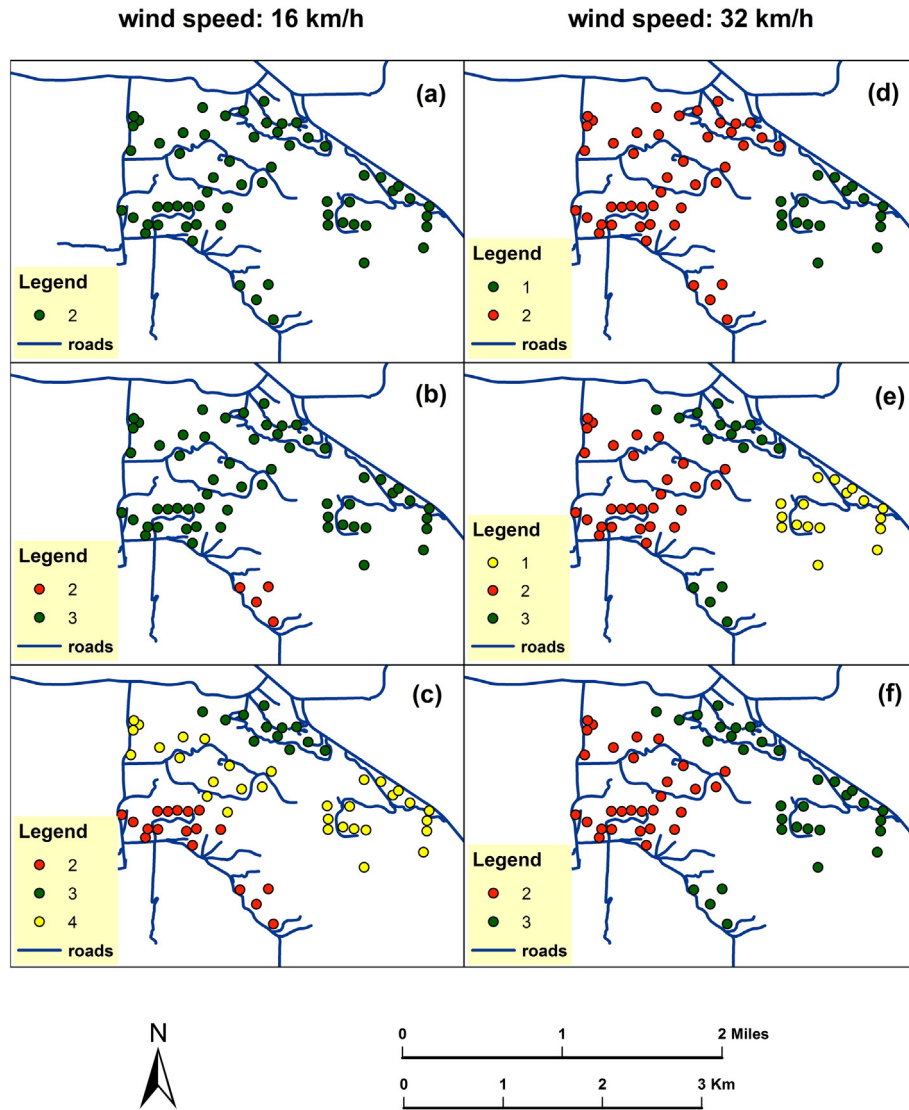 wind speed: 16 km/h
wind speed: 32 km/h
(a)
Legend
2
roads
(d)
Legend
1
2
roads
(b)
Legend
2
3
roads
(e)
Legend
1
2
3
roads
(c)
Legend
2
3
4
roads
(f)
Legend
2
3
roads
N
0 1 2 Miles
0 1 2 3 Km